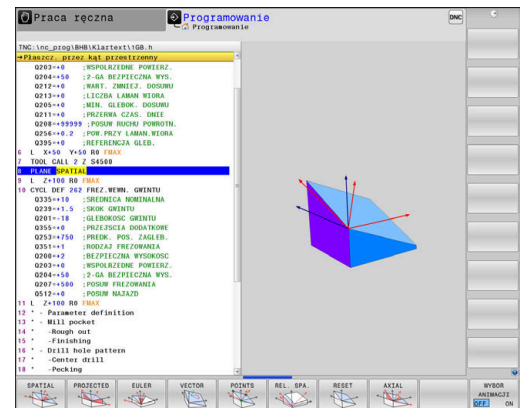 Praca ręczna
Programowanie
Programowanie
DNC
TNC:\nc_prog\BHB\Klartext\1GB.h
→Płaszcz. przez kąt przestrzenny
Q203=+0 ;WSPOLRZEDNE POWIERZ.
Q204=+50 ;2-GA BEZPIECZNA WYS.
Q212=+0 ;WART. ZMNIEJ. DOSUWU
Q213=+0 ;LICZBA LAMAN WIORA
Q205=+0 ;MIN. GLEBOK. DOSUWU
Q211=+0 ;PRZERWA CZAS. DNIE
Q208=+99999 ;POSUW RUCHU POWROTN.
Q256=+0.2 ;POW.PRZY LAMAN.WIORA
Q395=+0 ;REFERENCJA GLEB.
6 L X+50 Y+50 R0 FMAX
7 TOOL CALL 2 Z S4500
8 PLANE SPATIAL
9 L Z+100 R0 FMAX
10 CYCL DEF 262 FREZ.WEWN. GWINTU
Q335=+10 ;SREDNICA NOMINALNA
Q239=+1.5 ;SKOK GWINTU
Q201=-18 ;GLEBOKOSC GWINTU
Q355=+0 ;PRZEJSCIA DODATKOWE
Q253=+750 ;PREDK. POS. ZAGLEB.
Q351=+1 ;RODZAJ FREZOWANIA
Q200=+2 ;BEZPIECZNA WYSOKOSC
Q203=+0 ;WSPOLRZEDNE POWIERZ.
Q204=+50 ;2-GA BEZPIECZNA WYS.
Q207=+500 ;POSUW FREZOWANIA
Q512=+0 ;POSUW NAJAZD
11 L Z+100 R0 FMAX
12 * - Parameter definition
13 * - Mill pocket
14 * -Rough out
15 * -Finishing
16 * - Drill hole pattern
17 * -Center drill
18 * -Pecking
SPATIAL
PROJECTED
EULER
VECTOR
POINTS
REL. SPA.
RESET
AXIAL
WYBOR
ANIMACJI
OFF ON